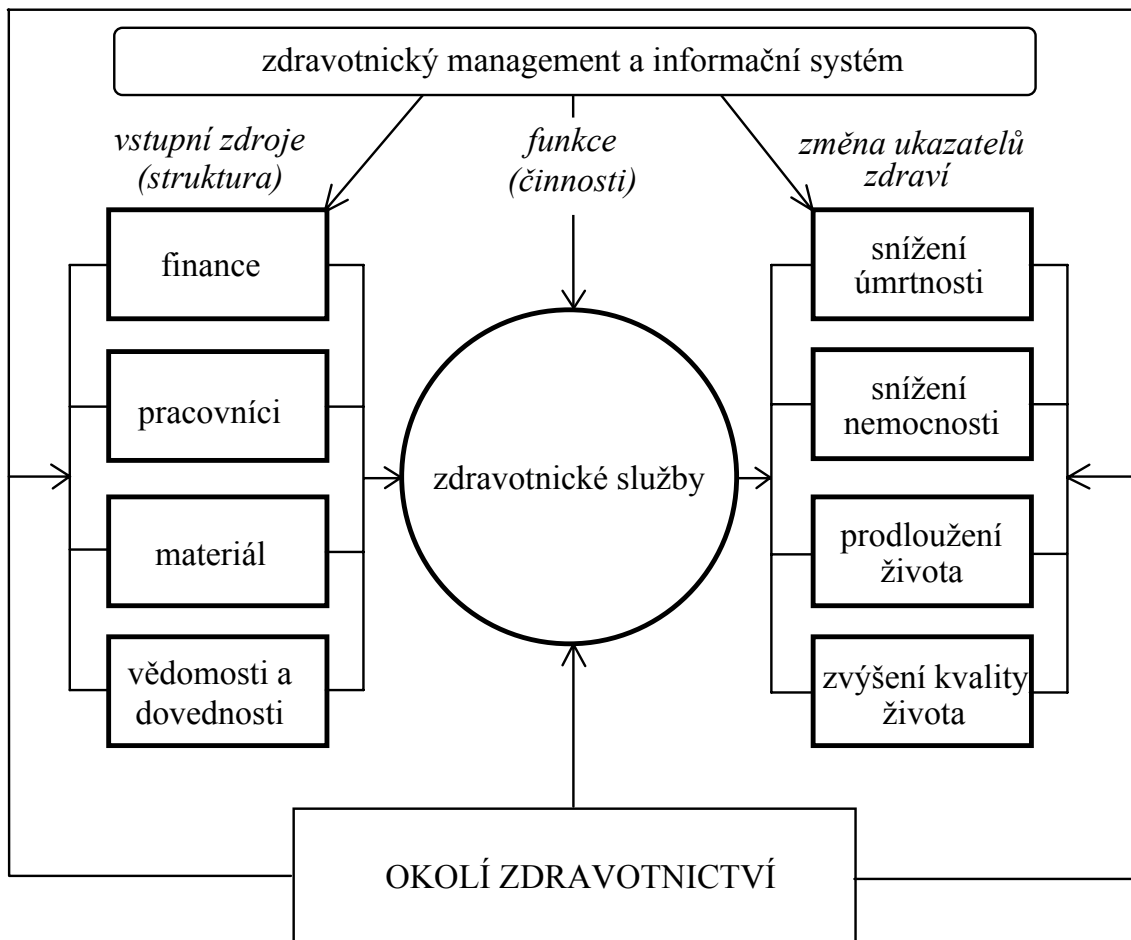 zdravotnický management a informační systém
vstupní zdroje
(struktura)
funkce
(činnosti)
změna ukazatelů
zdraví
finance
pracovníci
materiál
vědomosti a
dovednosti
zdravotnické služby
snížení
úmrtnosti
snížení
nemocnosti
prodloužení
života
zvýšení kvality
života
OKOLÍ ZDRAVOTNICTVÍ